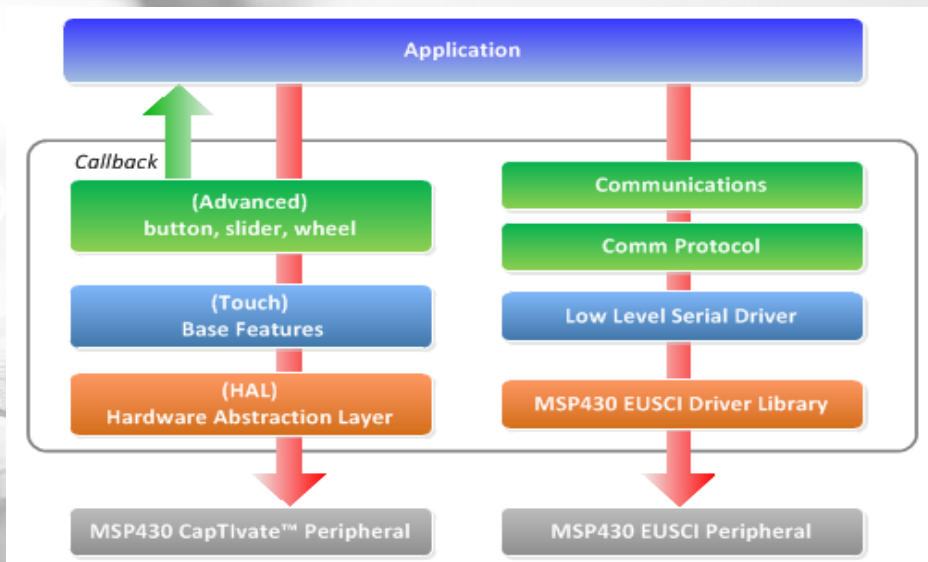 Application
Callback
(Advanced)
button, slider, wheel
(Touch)
Base Features
(HAL)
Hardware Abstraction Layer
MSP430 CapTIvate™ Peripheral
Communications
Comm Protocol
Low Level Serial Driver
MSP430 EUSCI Driver Library
MSP430 EUSCI Peripheral